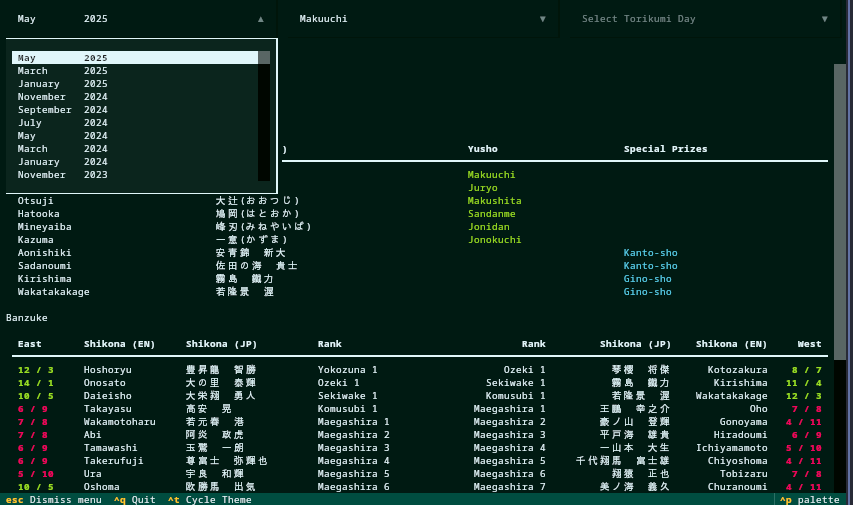 May 2025 ▲ Makuuchi ▼ Select Torikumi Day ▼
May 2025
March 2025
January 2025
November 2024
September 2024
July 2024
May 2024
March 2024
January 2024
November 2023
) Yusho Special Prizes
Makuuchi
Juryo
Otsuji 大辻(おおつじ) Makushita
Hatooka 鳩岡(はとおか) Sandanme
Mineyaiba 峰刃(みねやいば) Jonidan
Kazuma 一意(かずま) Jonokuchi
Aonishiki 安青錦 新大 Kanto-sho
Sadanoumi 佐田の海 貴士 Kanto-sho
Kirishima 霧島 鐵力 Gino-sho
Wakatakakage 若隆景 渥 Gino-sho
Banzuke
East Shikona (EN) Shikona (JP) Rank Rank Shikona (JP) Shikona (EN) West
12 / 3 Hoshoryu 豊昇龍 智勝 Yokozuna 1 Ozeki 1 琴櫻 将傑 Kotozakura 8 / 7
14 / 1 Onosato 大の里 泰輝 Ozeki 1 Sekiwake 1 霧島 鐵力 Kirishima 11 / 4
10 / 5 Daieisho 大栄翔 勇人 Sekiwake 1 Komusubi 1 若隆景 渥 Wakatakakage 12 / 3
6 / 9 Takayasu 高安 晃 Komusubi 1 Maegashira 1 王鵬 幸之介 Oho 7 / 8
7 / 8 Wakamotoharu 若元春 港 Maegashira 1 Maegashira 2 豪ノ山 登輝 Gonoyama 4 / 11
7 / 8 Abi 阿炎 政虎 Maegashira 2 Maegashira 3 平戸海 雄貴 Hiradoumi 6 / 9
6 / 9 Tamawashi 玉鷲 一朗 Maegashira 3 Maegashira 4 一山本 大生 Ichiyamamoto 5 / 10
6 / 9 Takerufuji 尊富士 弥輝也 Maegashira 4 Maegashira 5 千代翔馬 富士雄 Chiyoshoma 4 / 11
5 / 10 Ura 宇良 和輝 Maegashira 5 Maegashira 6 翔猿 正也 Tobizaru 7 / 8
10 / 5 Oshoma 欧勝馬 出気 Maegashira 6 Maegashira 7 美ノ海 義久 Churanoumi 4 / 11
esc Dismiss menu ^q Quit ^t Cycle Theme ^p palette